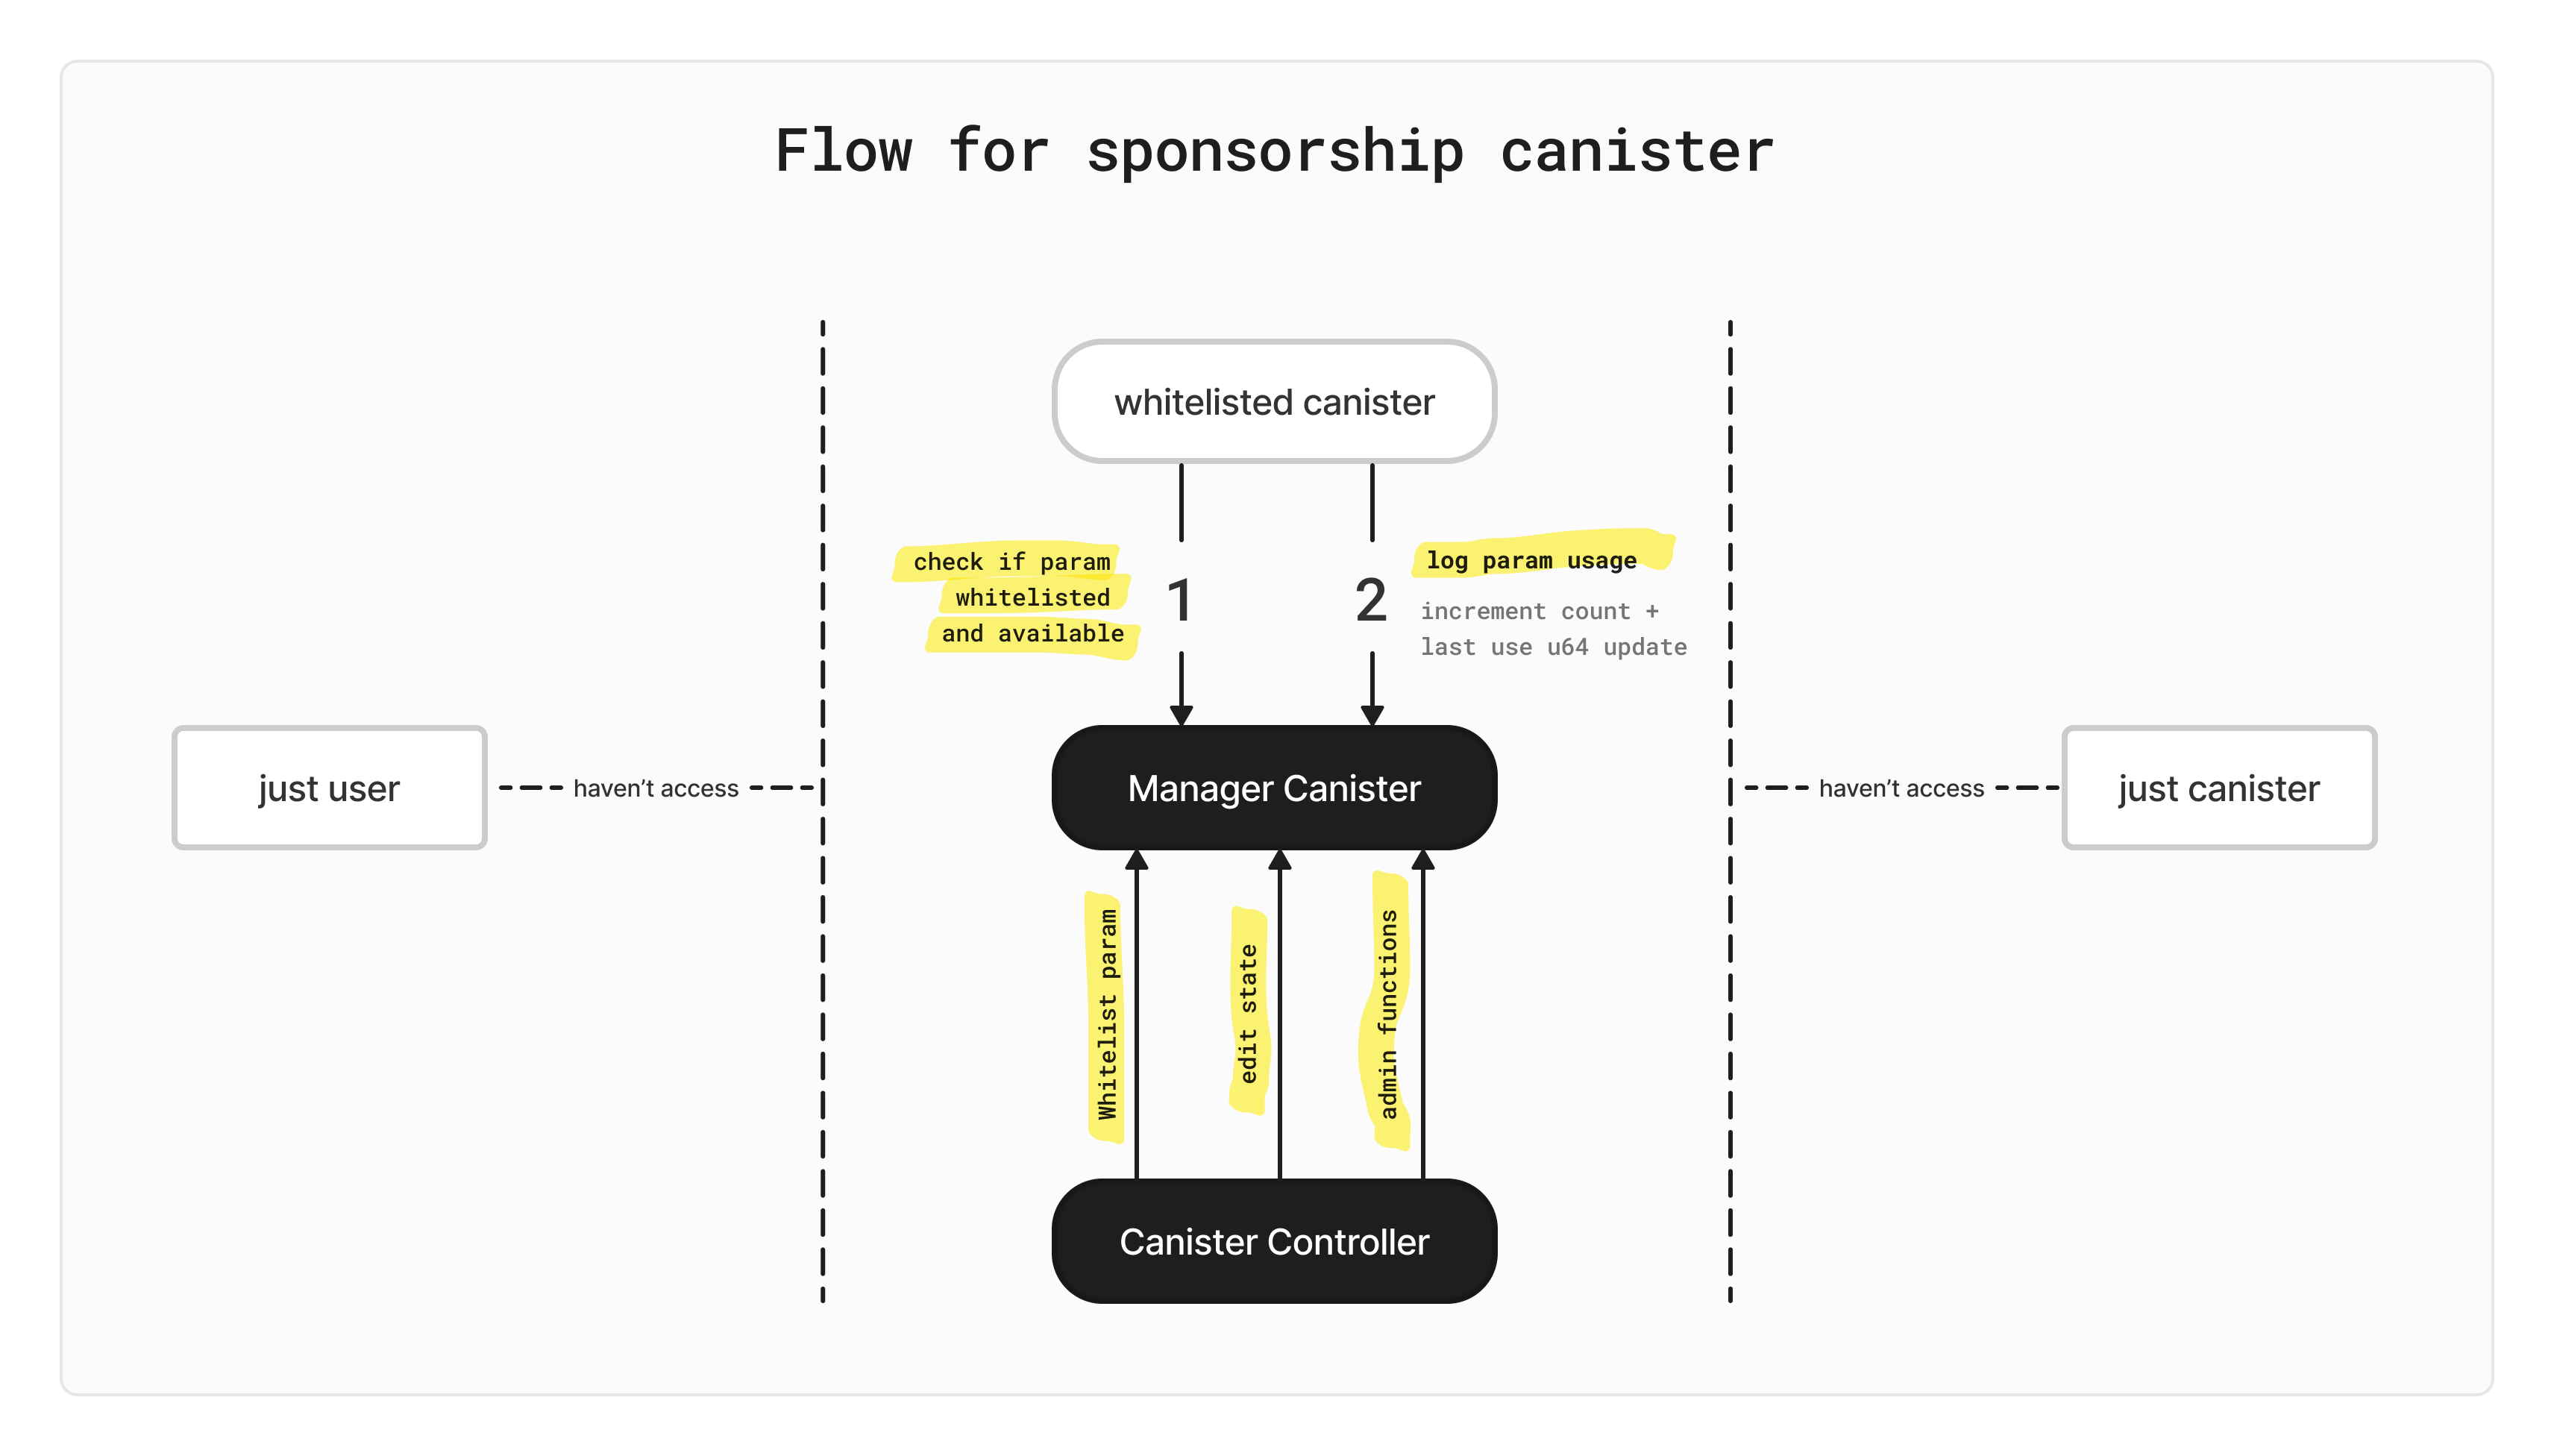 Flow for sponsorship canister
whitelisted canister
check if param
whitelisted
and available
1
2
log param usage
increment count +
last use u64 update
just user
haven’t access
Manager Canister
haven’t access
just canister
Whitelist param
edit state
admin functions
Canister Controller